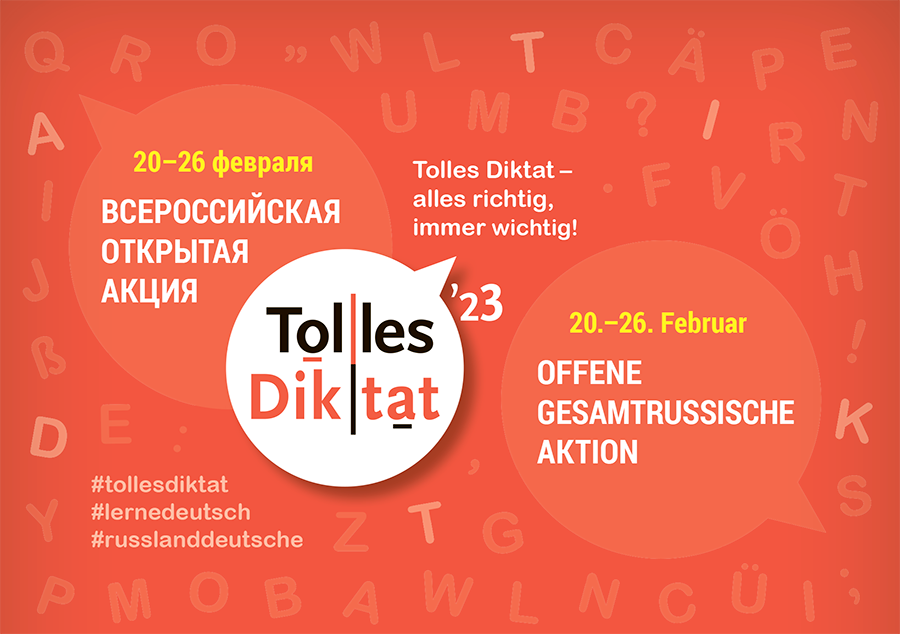 Q R O „ W L T C Ä P E
A U M B ? I R N
20–26 февраля
ВСЕРОССИЙСКАЯ
ОТКРЫТАЯ
АКЦИЯ
Tolles Diktat –
alles richtig,
immer wichtig!
I . F V T
Ö
J H
ß !
Tolles
Diktat
’23
20.–26. Februar
OFFENE
GESAMTRUSSISCHE
AKTION
D E : K
, S
#tollesdiktat
#lernedeutsch
#russlanddeutsche
Y Z T G
P M O B A W L N C Ü I ;